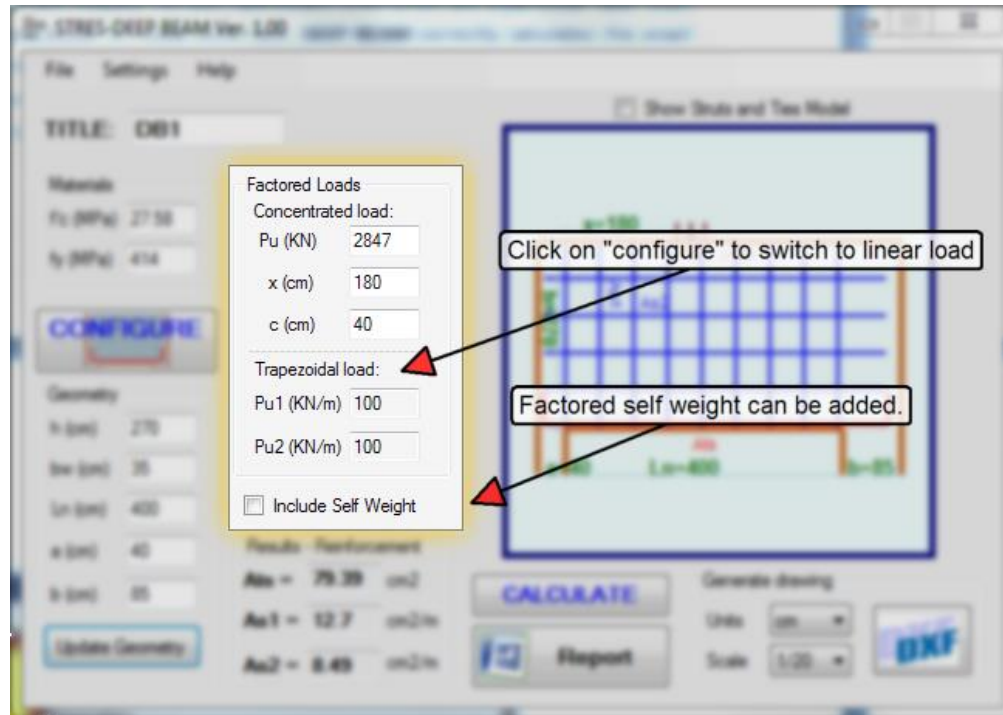 STRES-DEEP BEAM Ver. 1.00
File Settings Help
Show Struts and Ties Model
TITLE: DB1
Materials
f'c (MPa) 27.58
fy (MPa) 414
Factored Loads
Concentrated load:
Pu (KN) 2847
x (cm) 180
c (cm) 40
Trapezoidal load:
Pu1 (KN/m) 100
Pu2 (KN/m) 100
Include Self Weight
x=180
Click on "configure" to switch to linear load
Factored self weight can be added.
CONFIGURE
Geometry
h (cm) 270
bw (cm) 35
Ln (cm) 400
a (cm) 40
b (cm) 85
Update Geometry
a=40 Ln=400 b=85
Results - Reinforcement
Abs = 79.39 cm2
As1 = 12.7 cm2/m
As2 = 8.49 cm2/m
CALCULATE
Report
Generate drawing
Units cm
Scale 1/20
DXF